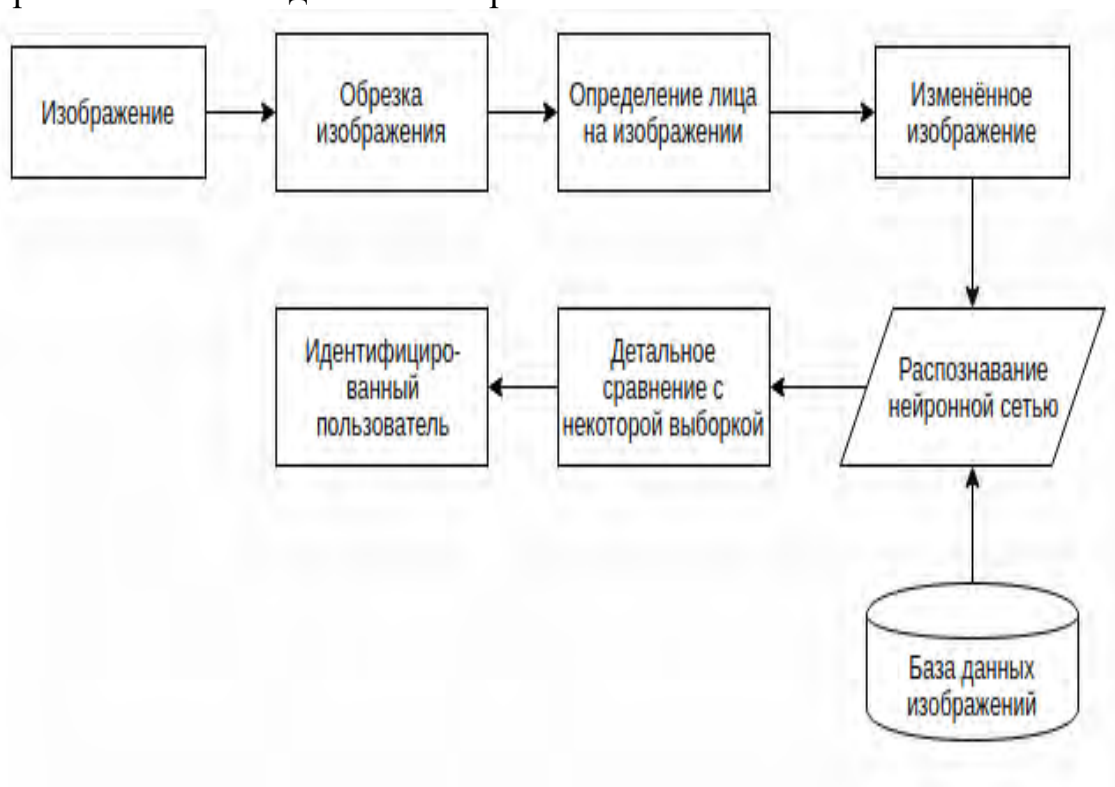 Изображение
Обрезка
изображения
Определение лица
на изображении
Изменённое
изображение
Идентифициро-
ванный
пользователь
Детальное
сравнение с
некоторой выборкой
Распознавание
нейронной сетью
База данных
изображений